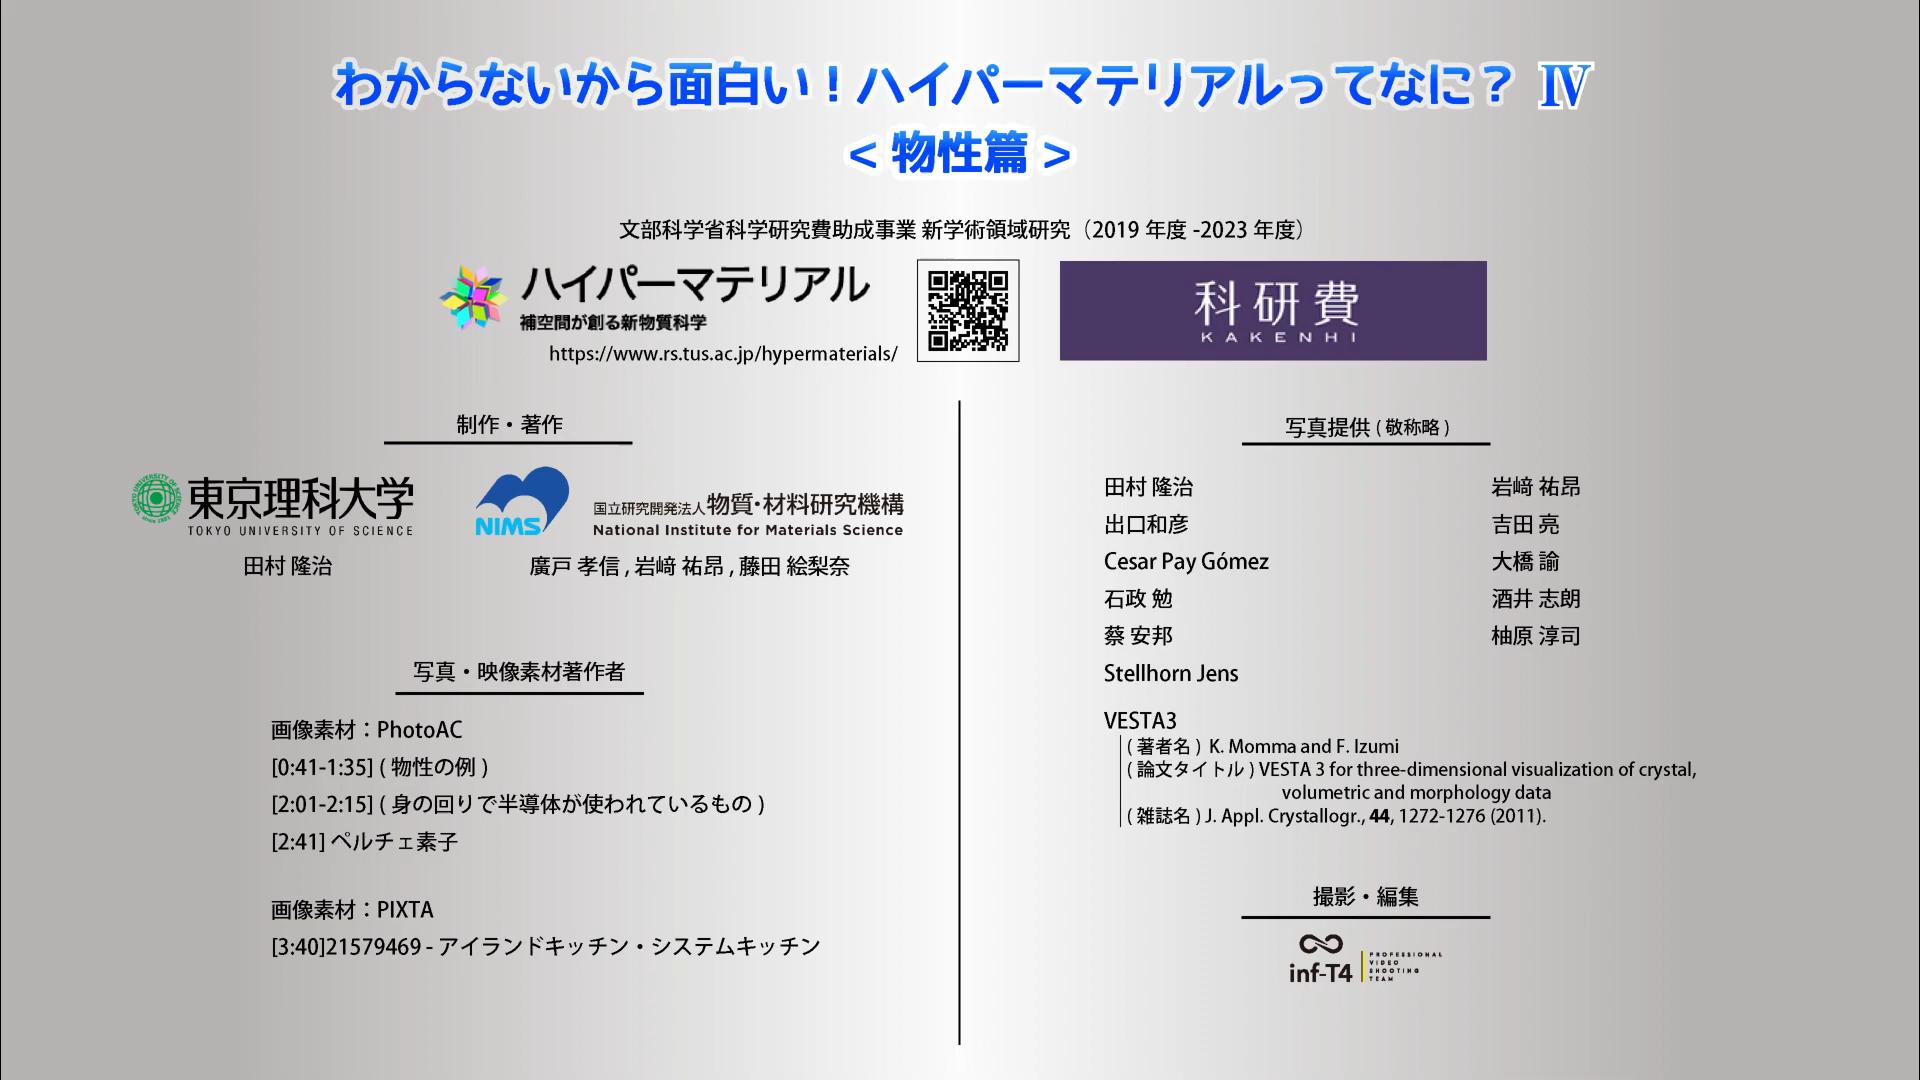 わからないから面白い！ハイパーマテリアルってなに？ Ⅳ
< 物性篇 >
文部科学省科学研究費助成事業 新学術領域研究（2019 年度 -2023 年度）
ハイパーマテリアル
補空間が創る新物質科学
https://www.rs.tus.ac.jp/hypermaterials/
科研費
KAKENHI
制作・著作
東京理科大学
TOKYO UNIVERSITY OF SCIENCE
田村 隆治
NIMS
国立研究開発法人物質・材料研究機構
National Institute for Materials Science
廣戸 孝信 , 岩﨑 祐昂 , 藤田 絵梨奈
写真・映像素材著作者
画像素材：PhotoAC
[0:41-1:35] ( 物性の例 )
[2:01-2:15] ( 身の回りで半導体が使われているもの )
[2:41] ペルチェ素子
画像素材：PIXTA
[3:40]21579469 - アイランドキッチン・システムキッチン
写真提供 ( 敬称略 )
田村 隆治
岩﨑 祐昂
出口和彦
吉田 亮
Cesar Pay Gómez
大橋 諭
石政 勉
酒井 志朗
蔡 安邦
柚原 淳司
Stellhorn Jens
VESTA3
( 著者名 ) K. Momma and F. Izumi
( 論文タイトル ) VESTA 3 for three-dimensional visualization of crystal,
volumetric and morphology data
( 雑誌名 ) J. Appl. Crystallogr., 44, 1272-1276 (2011).
撮影・編集
inf-T4
PROFESSIONAL
VIDEO
SHOOTING
TEAM